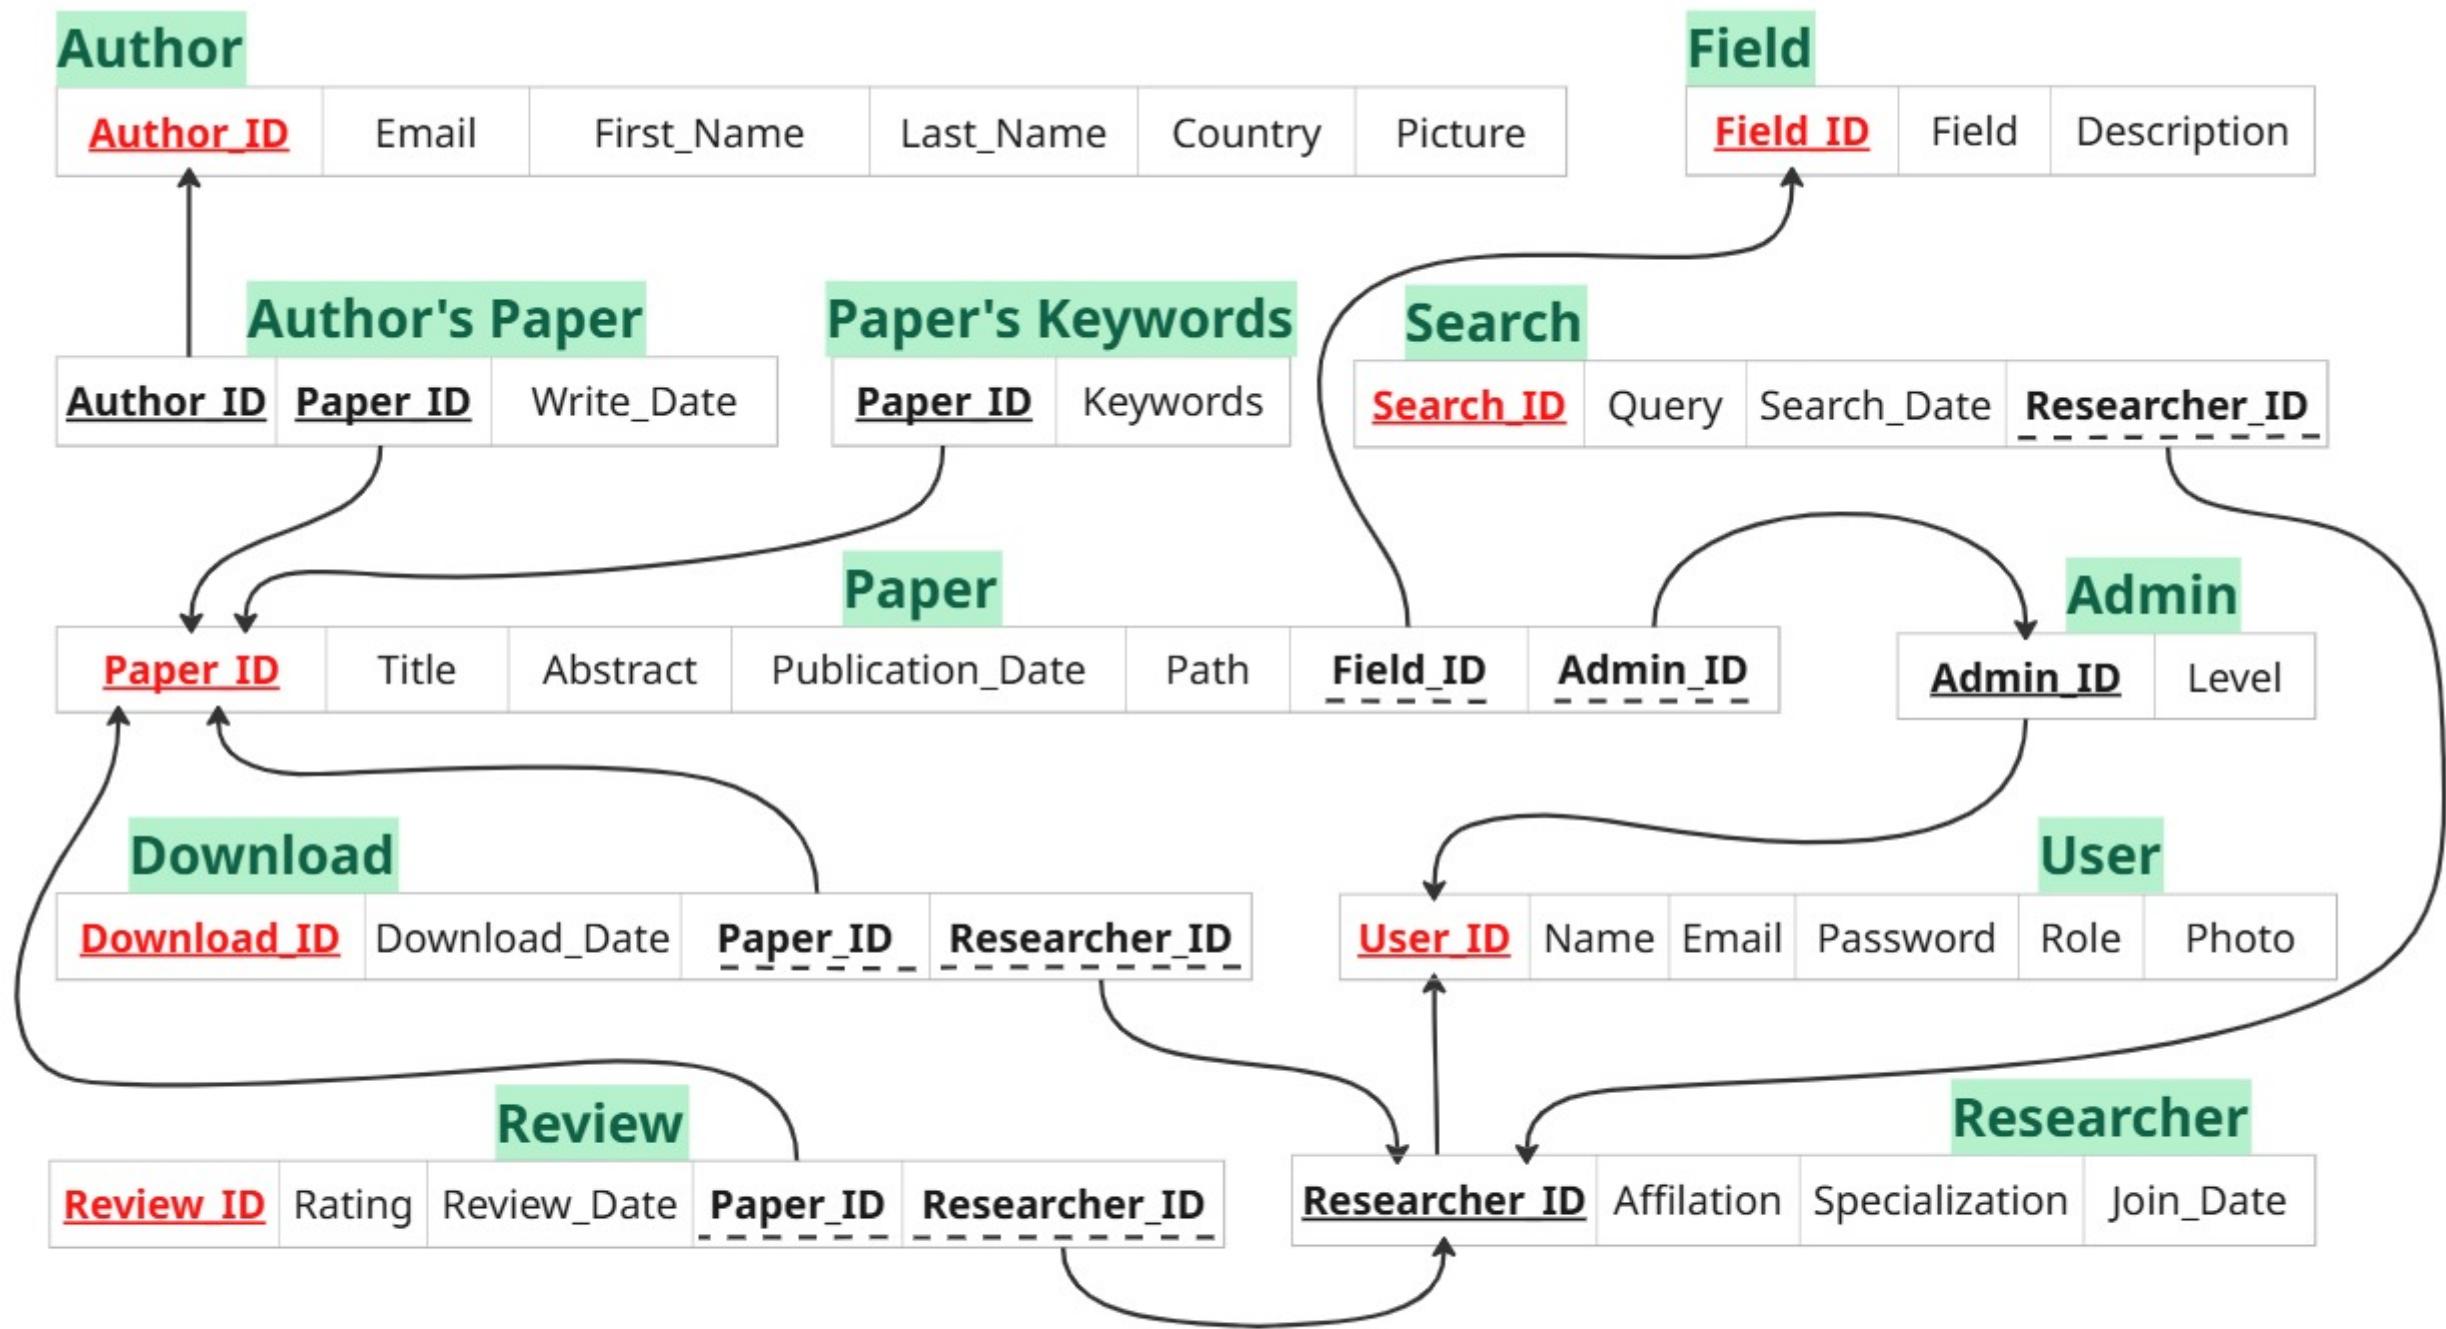 Author
Author_ID Email First_Name Last_Name Country Picture
Field
Field_ID Field Description
Author's Paper
Author_ID Paper_ID Write_Date
Paper's Keywords
Paper_ID Keywords
Search
Search_ID Query Search_Date Researcher_ID
Paper
Paper_ID Title Abstract Publication_Date Path Field_ID Admin_ID
Admin
Admin_ID Level
Download
Download_ID Download_Date Paper_ID Researcher_ID
User
User_ID Name Email Password Role Photo
Review
Review_ID Rating Review_Date Paper_ID Researcher_ID
Researcher
Researcher_ID Affilation Specialization Join_Date